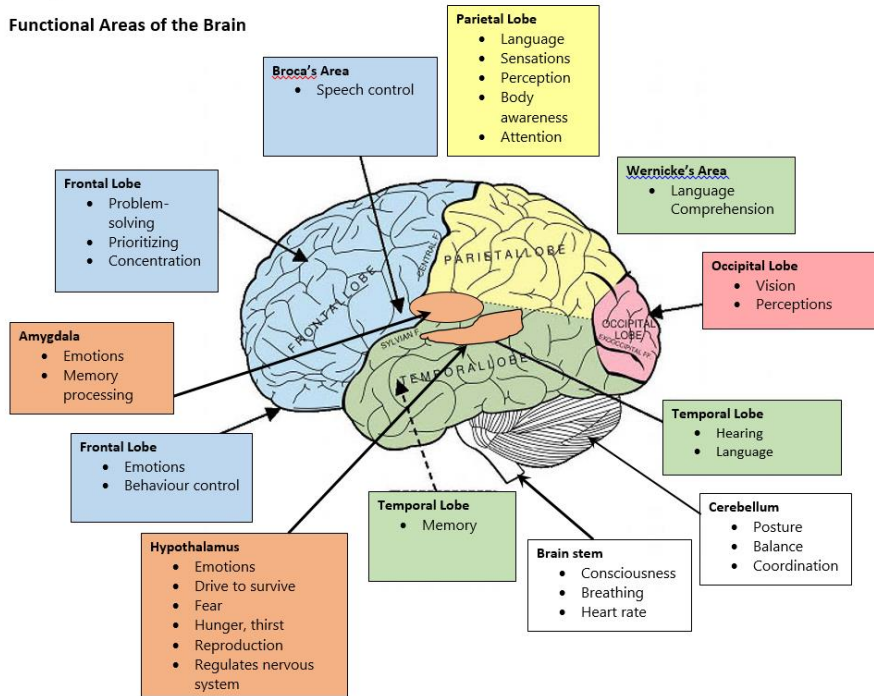 Functional Areas of the Brain
Broca's Area
• Speech control
Parietal Lobe
• Language
• Sensations
• Perception
• Body
awareness
• Attention
Wernicke's Area
• Language
Comprehension
Frontal Lobe
• Problem-
solving
• Prioritizing
• Concentration
Occipital Lobe
• Vision
• Perceptions
Amygdala
• Emotions
• Memory
processing
FRONTAL LOBE
CENTRAL F.
PARIETAL LOBE
OCCIPITAL
LOBE
SYLVIAN F.
TEMPORAL LOBE
Temporal Lobe
• Hearing
• Language
Frontal Lobe
• Emotions
• Behaviour control
Temporal Lobe
• Memory
Cerebellum
• Posture
• Balance
• Coordination
Hypothalamus
• Emotions
• Drive to survive
• Fear
• Hunger, thirst
• Reproduction
• Regulates nervous
system
Brain stem
• Consciousness
• Breathing
• Heart rate